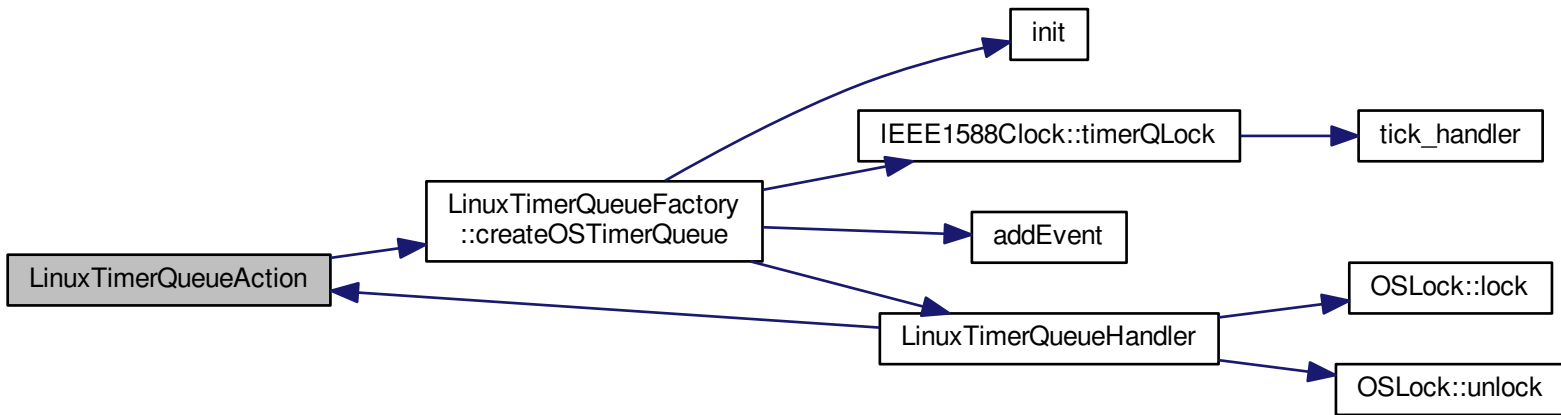 init
IEEE1588Clock::timerQLock
tick_handler
LinuxTimerQueueFactory
::createOSTimerQueue
addEvent
LinuxTimerQueueAction
OSLock::lock
LinuxTimerQueueHandler
OSLock::unlock